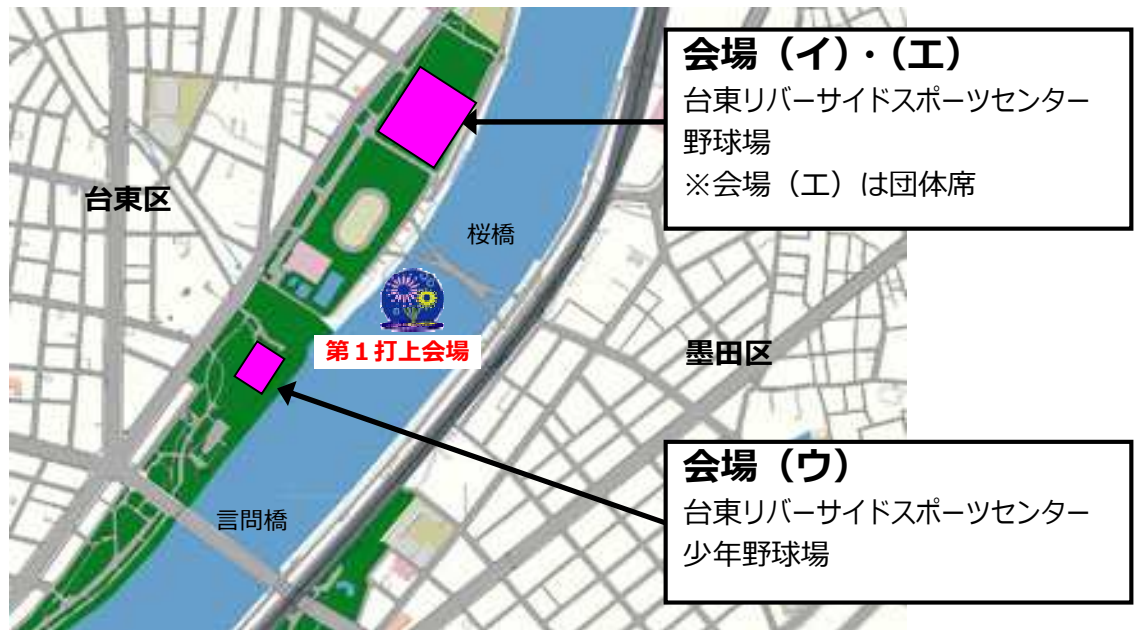 会場（イ）・（エ）
台東リバーサイドスポーツセンター
野球場
※会場（エ）は団体席
台東区
桜橋
第１打上会場
墨田区
会場（ウ）
台東リバーサイドスポーツセンター
少年野球場
言問橋